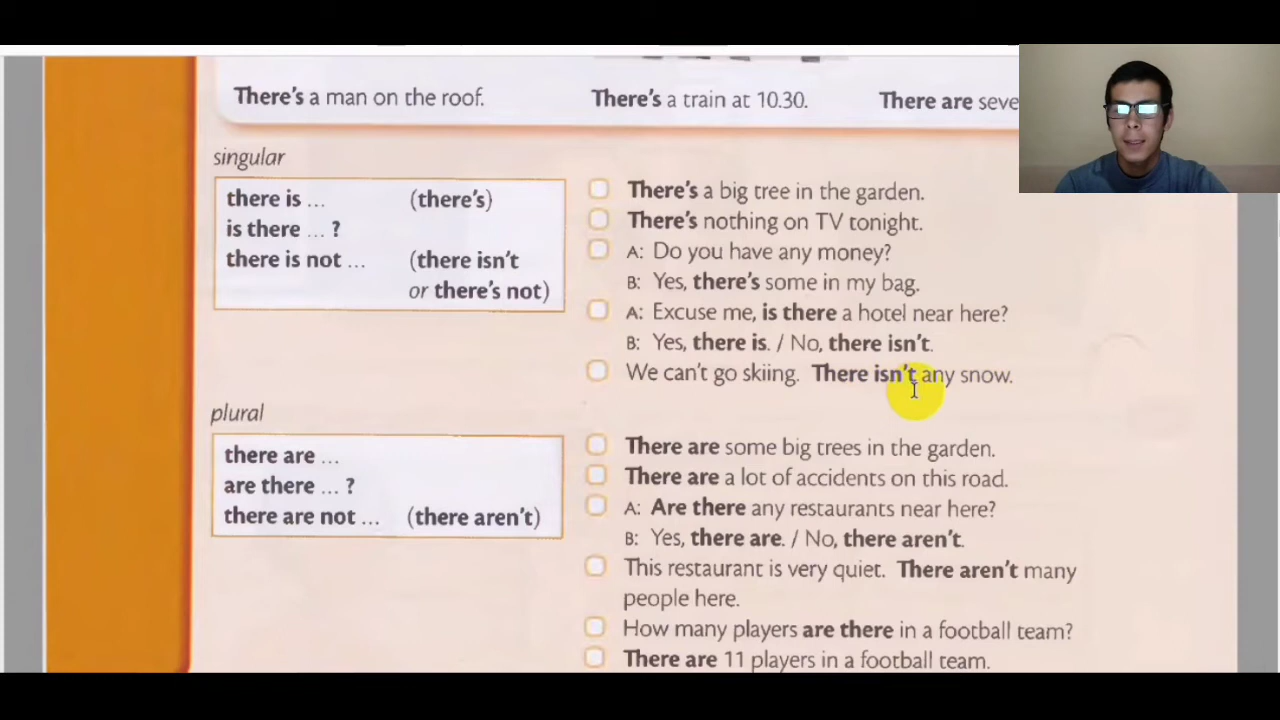 There's a man on the roof. There's a train at 10.30. There are seve
singular
there is ... (there's)
is there ... ?
there is not ... (there isn't
or there's not)
There's a big tree in the garden.
There's nothing on TV tonight.
A: Do you have any money?
B: Yes, there's some in my bag.
A: Excuse me, is there a hotel near here?
B: Yes, there is. / No, there isn't.
We can't go skiing. There isn't any snow.
plural
there are ...
are there ... ?
there are not ... (there aren't)
There are some big trees in the garden.
There are a lot of accidents on this road.
A: Are there any restaurants near here?
B: Yes, there are. / No, there aren't.
This restaurant is very quiet. There aren't many
people here.
How many players are there in a football team?
There are 11 players in a football team.